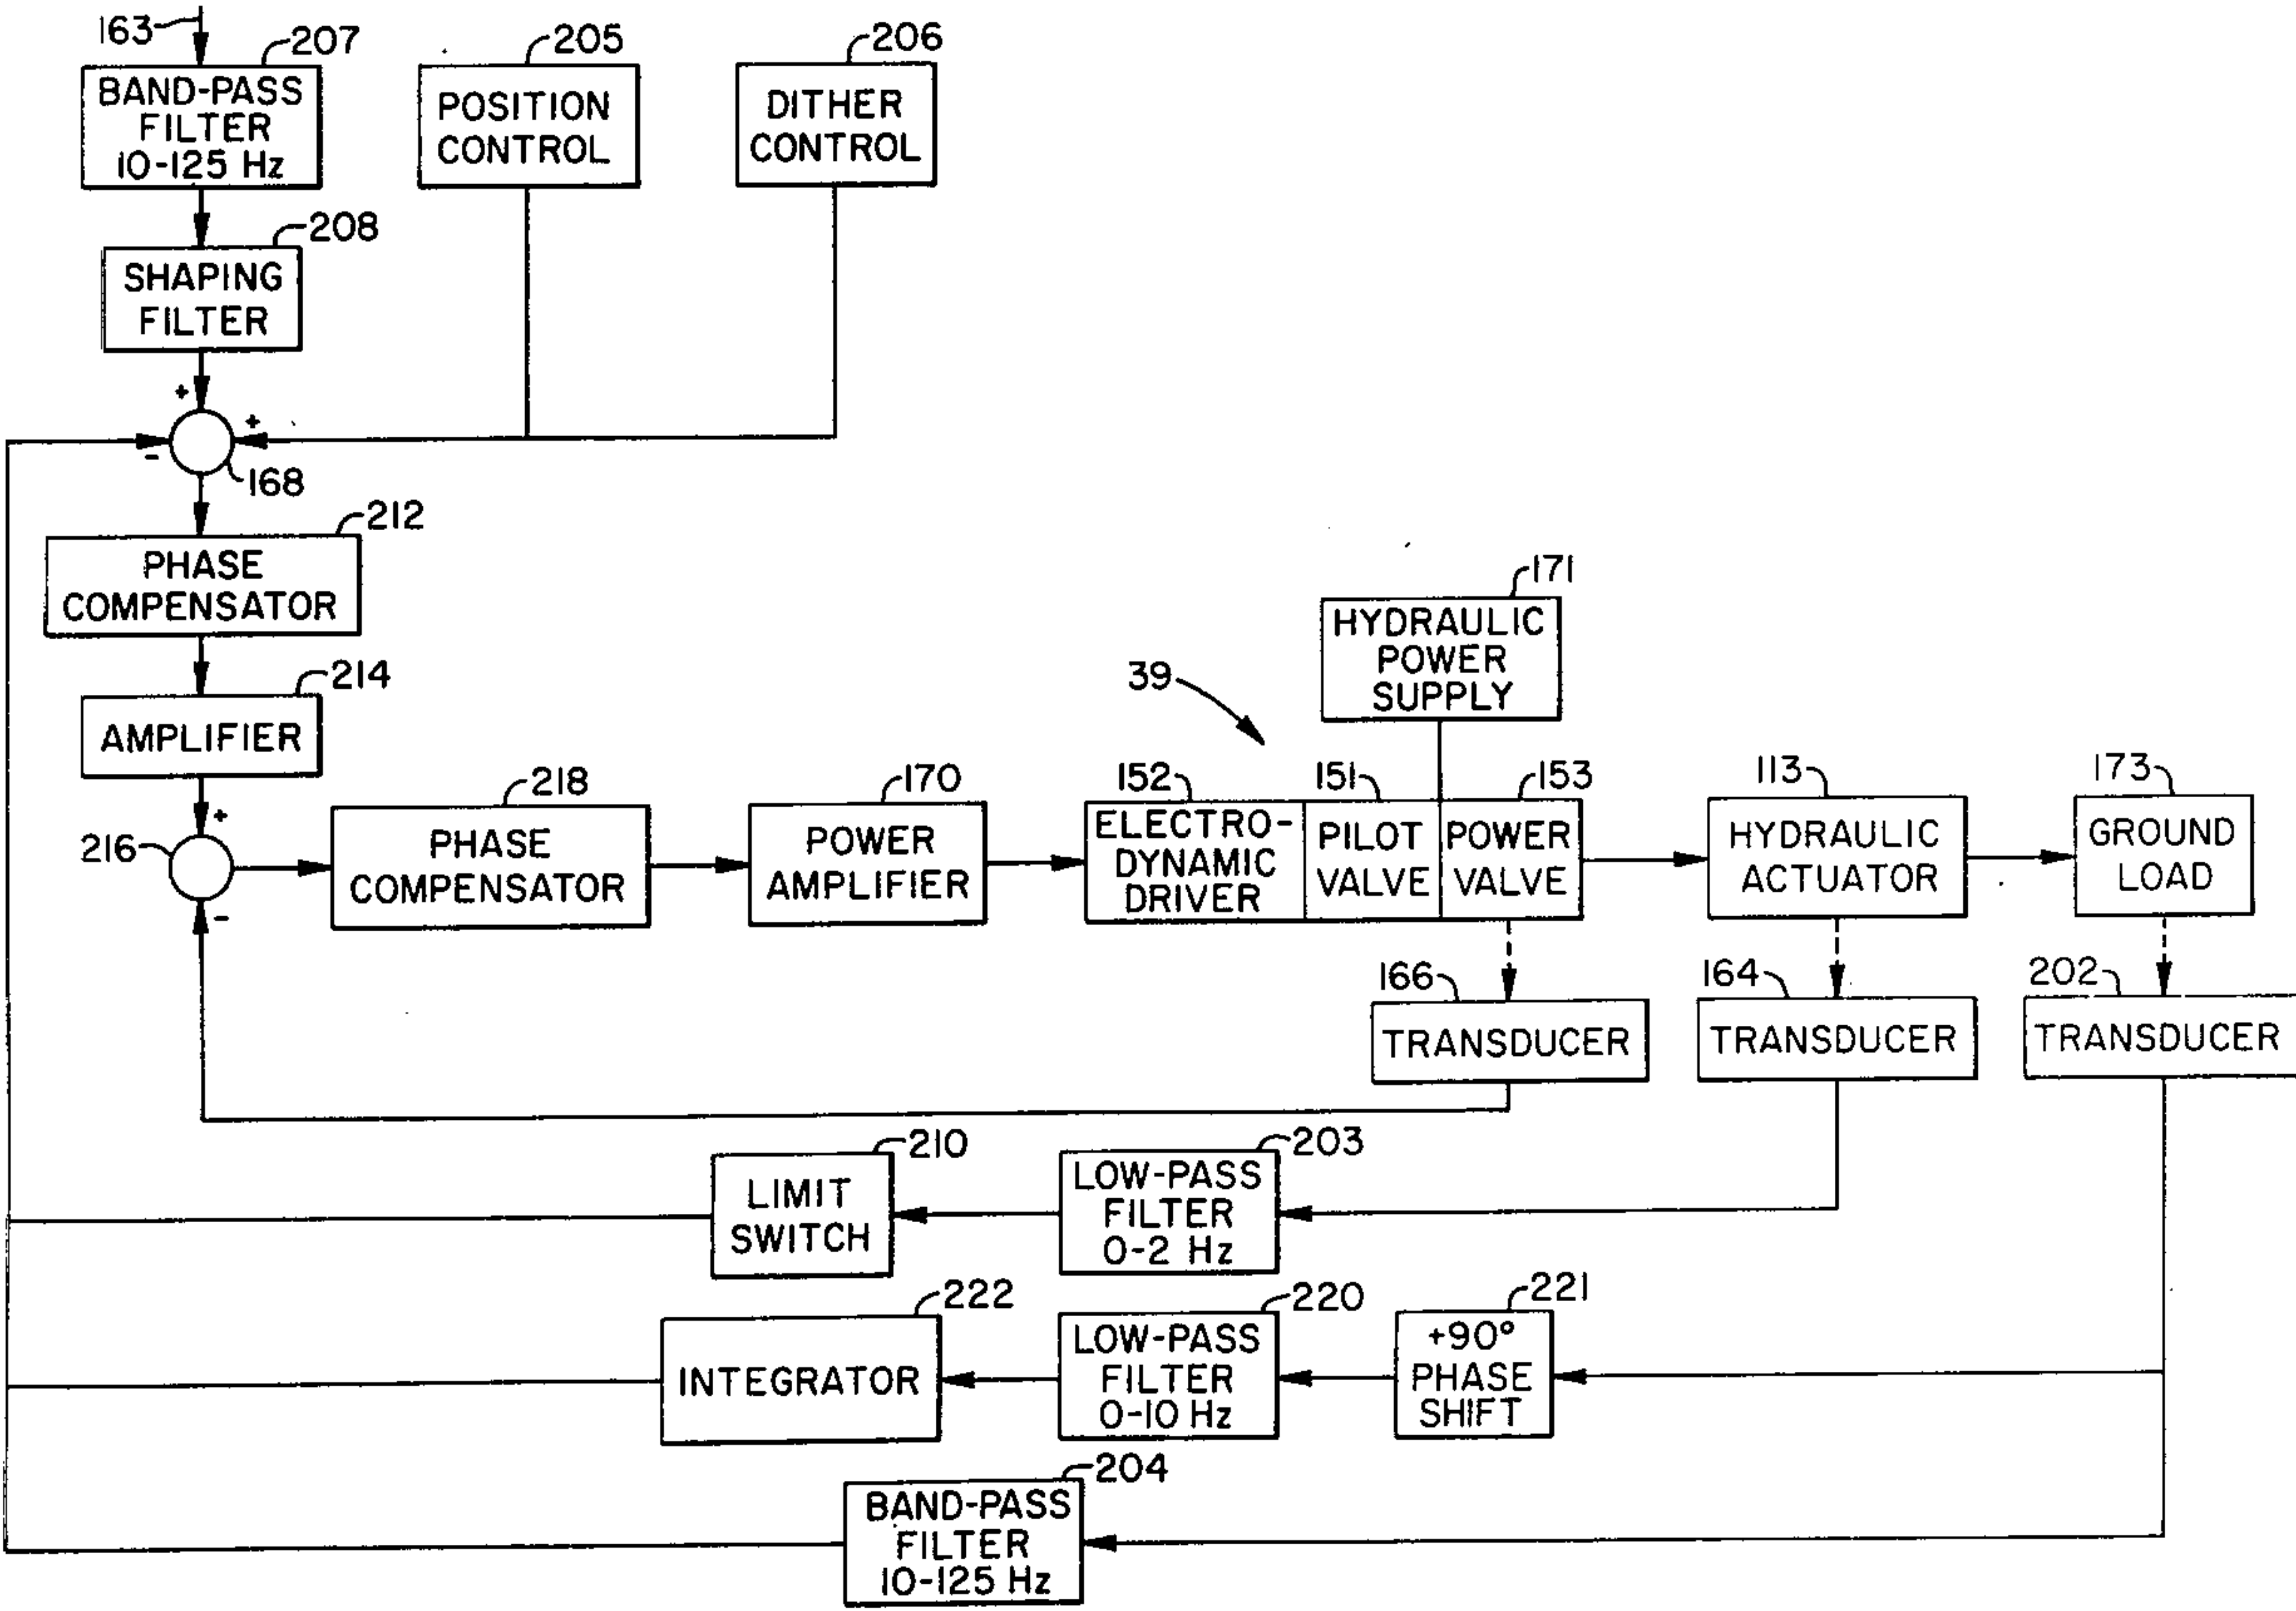 163
207
BAND-PASS
FILTER
10-125 Hz
205
POSITION
CONTROL
206
DITHER
CONTROL
208
SHAPING
FILTER
+
+
-
168
212
PHASE
COMPENSATOR
214
AMPLIFIER
+
216
-
218
PHASE
COMPENSATOR
170
POWER
AMPLIFIER
39
171
HYDRAULIC
POWER
SUPPLY
152
ELECTRO-
DYNAMIC
DRIVER
151
PILOT
VALVE
153
POWER
VALVE
113
HYDRAULIC
ACTUATOR
173
GROUND
LOAD
166
TRANSDUCER
164
TRANSDUCER
202
TRANSDUCER
210
LIMIT
SWITCH
203
LOW-PASS
FILTER
0-2 Hz
222
INTEGRATOR
220
LOW-PASS
FILTER
0-10 Hz
221
+90°
PHASE
SHIFT
204
BAND-PASS
FILTER
10-125 Hz